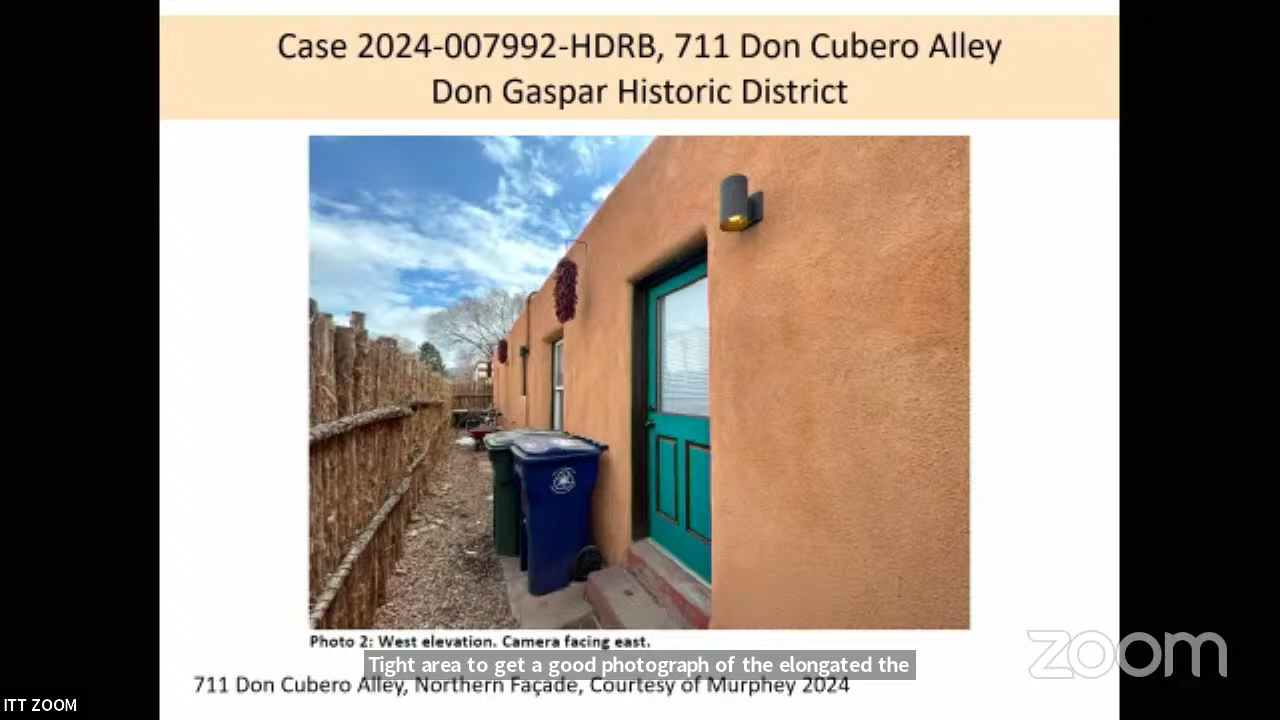 Case 2024-007992-HDRB, 711 Don Cubero Alley
Don Gaspar Historic District
Photo 2: West elevation. Camera facing east.
Tight area to get a good photograph of the elongated the
711 Don Cubero Alley, Northern Façade, Courtesy of Murphey 2024
zoom
ITT ZOOM